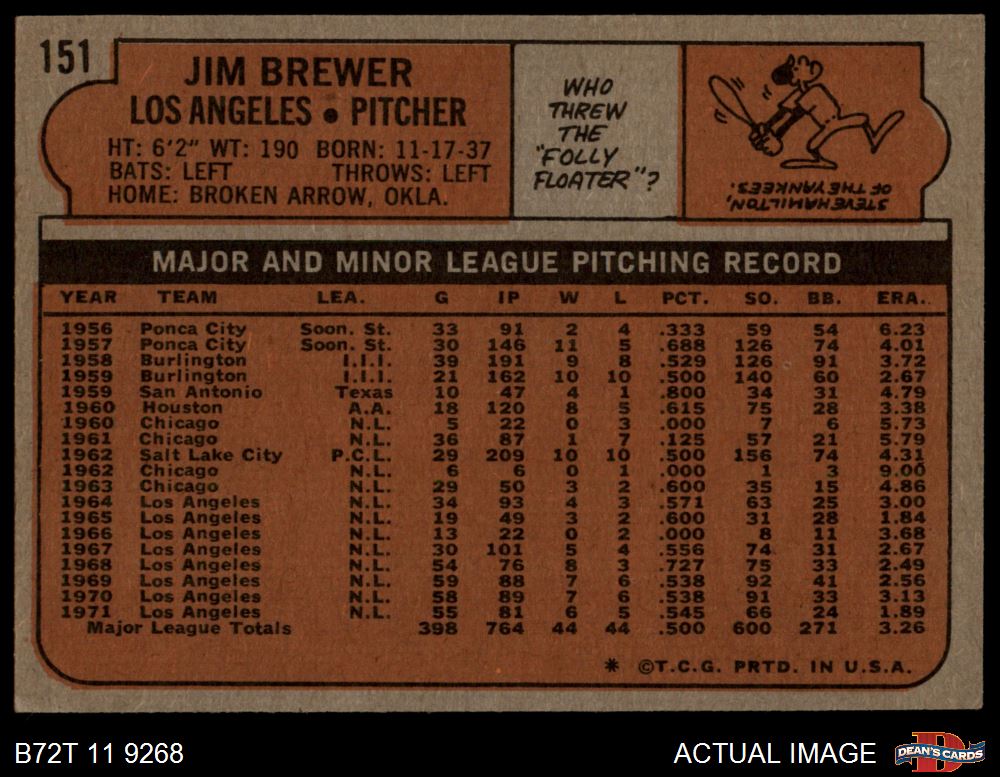 151
JIM BREWER
LOS ANGELES • PITCHER
HT: 6'2" WT: 190 BORN: 11-17-37
BATS: LEFT THROWS: LEFT
HOME: BROKEN ARROW, OKLA.
WHO
THREW
THE
"FOLLY
FLOATER"?
STEVE HAMILTON,
OF THE YANKEES.
MAJOR AND MINOR LEAGUE PITCHING RECORD
YEAR TEAM LEA. G IP W L PCT. SO. BB. ERA.
1956 Ponca City Soon. St. 33 91 2 4 .333 59 54 6.23
1957 Ponca City Soon. St. 30 146 11 5 .688 126 74 4.01
1958 Burlington I.I.I. 39 191 9 8 .529 126 91 3.72
1959 Burlington I.I.I. 21 162 10 10 .500 140 60 2.67
1959 San Antonio Texas 10 47 4 1 .800 34 31 4.79
1960 Houston A.A. 18 120 8 5 .615 75 28 3.38
1960 Chicago N.L. 5 22 0 3 .000 7 6 5.73
1961 Chicago N.L. 36 87 1 7 .125 57 21 5.79
1962 Salt Lake City P.C.L. 29 209 10 10 .500 156 74 4.31
1962 Chicago N.L. 6 6 0 1 .000 1 3 9.00
1963 Chicago N.L. 29 50 3 2 .600 35 15 4.86
1964 Los Angeles N.L. 34 93 4 3 .571 63 25 3.00
1965 Los Angeles N.L. 19 49 3 2 .600 31 28 1.84
1966 Los Angeles N.L. 13 22 0 2 .000 8 11 3.68
1967 Los Angeles N.L. 30 101 5 4 .556 74 31 2.67
1968 Los Angeles N.L. 54 76 8 3 .727 75 33 2.49
1969 Los Angeles N.L. 59 88 7 6 .538 92 41 2.56
1970 Los Angeles N.L. 58 89 7 6 .538 91 33 3.13
1971 Los Angeles N.L. 55 81 6 5 .545 66 24 1.89
Major League Totals 398 764 44 44 .500 600 271 3.26
* ©T.C.G. PRTD. IN U.S.A.
B72T 11 9268
ACTUAL IMAGE
DEAN'S CARDS